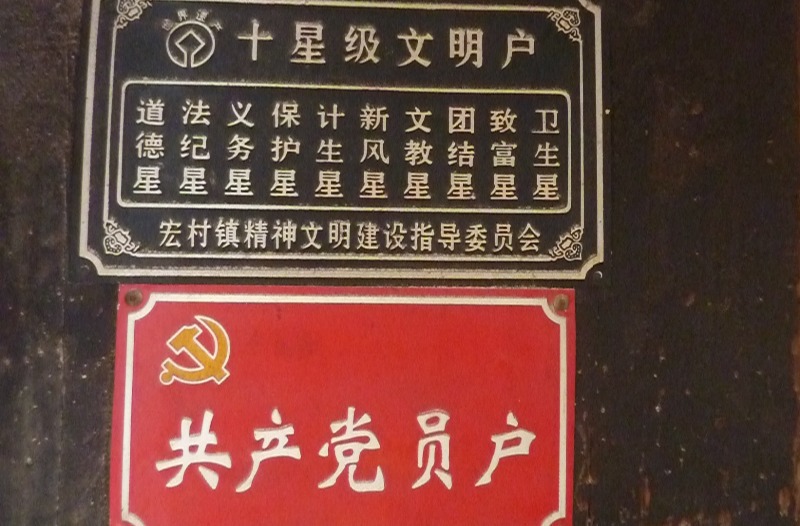 十星级文明户
道德星 法纪星 义务星 保护星 计生星 新风星 文教星 团结星 致富星 卫生星
宏村镇精神文明建设指导委员会
共产党员户